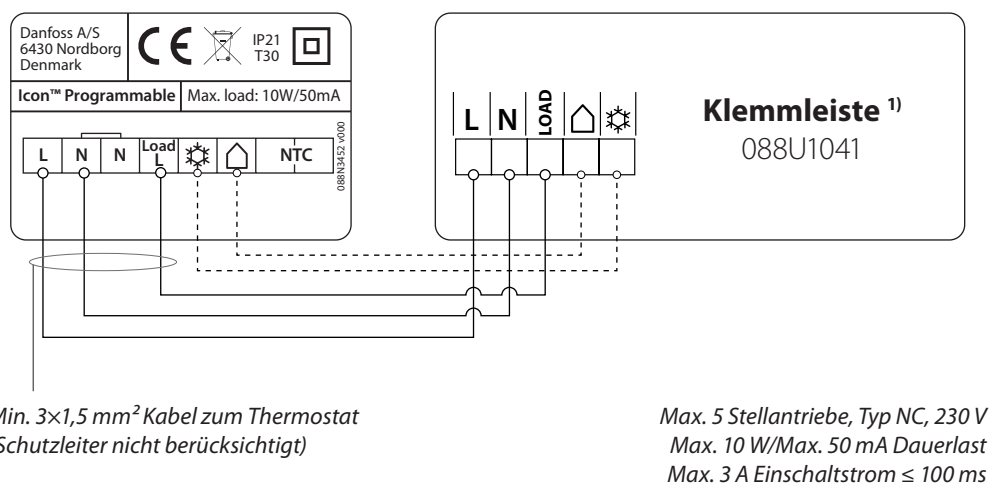 Danfoss A/S
6430 Nordborg
Denmark
CE
IP21
T30
Icon™ Programmable
Max. load: 10W/50mA
L N N Load L NTC
088N3452 v000
L N LOAD
Klemmleiste ¹⁾
088U1041
Min. 3×1,5 mm² Kabel zum Thermostat
Schutzleiter nicht berücksichtigt)
Max. 5 Stellantriebe, Typ NC, 230 V
Max. 10 W/Max. 50 mA Dauerlast
Max. 3 A Einschaltstrom ≤ 100 ms